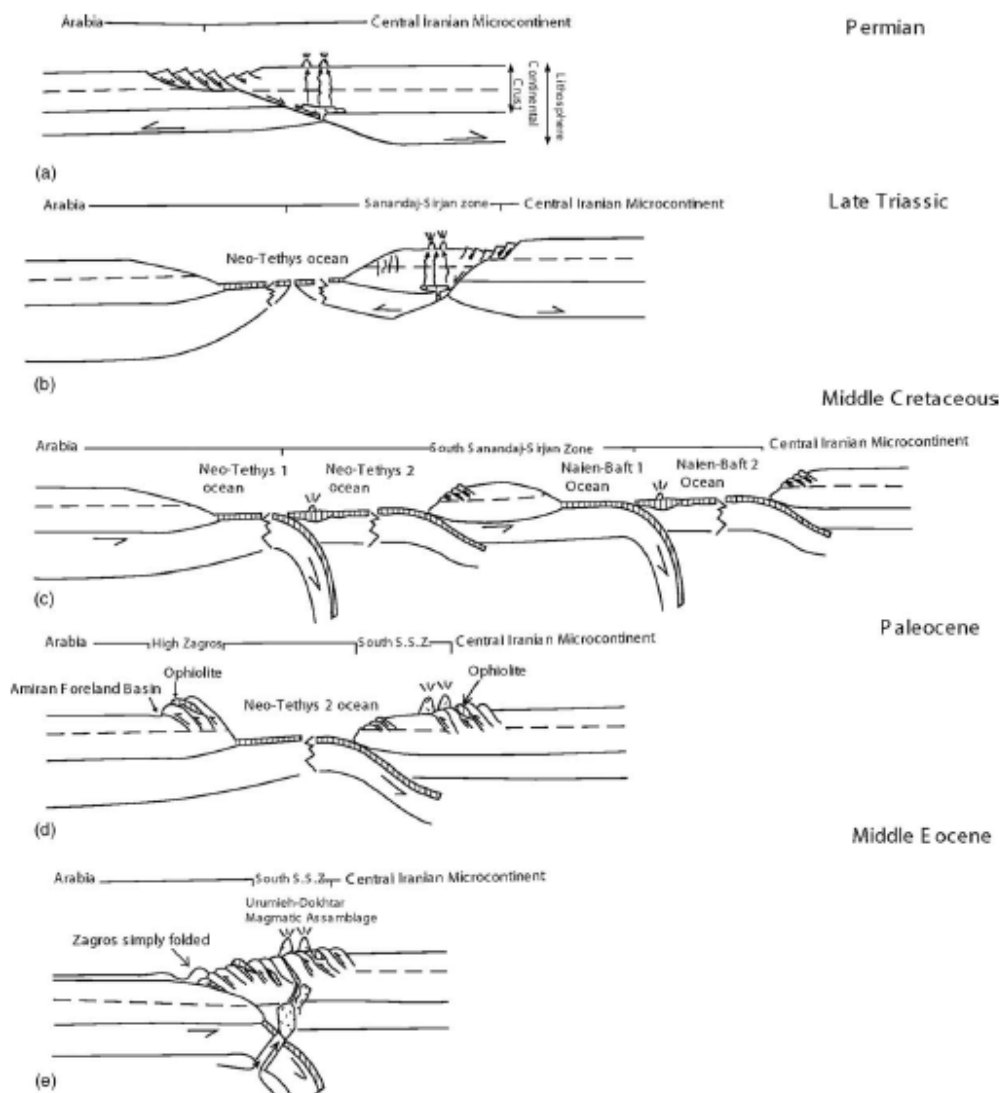 Arabia Central Iranian Microcontinent
Permian
Crust
Continental
Lithosphere
(a)
Arabia Sanandaj-Sirjan zone Central Iranian Microcontinent
Late Triassic
Neo-Tethys ocean
(b)
Middle Cretaceous
Arabia South Sanandaj-Sirjan Zone Central Iranian Microcontinent
Neo-Tethys 1
ocean
Neo-Tethys 2
ocean
Naien-Baft 1
Ocean
Naien-Baft 2
Ocean
(c)
Paleocene
Arabia High Zagros South S.S.Z. Central Iranian Microcontinent
Ophiolite
Ophiolite
Amiran Foreland Basin
Neo-Tethys 2 ocean
(d)
Middle Eocene
Arabia South S.S.Z. Central Iranian Microcontinent
Urumieh-Dokhtar
Magmatic Assamblage
Zagros simply folded
(e)